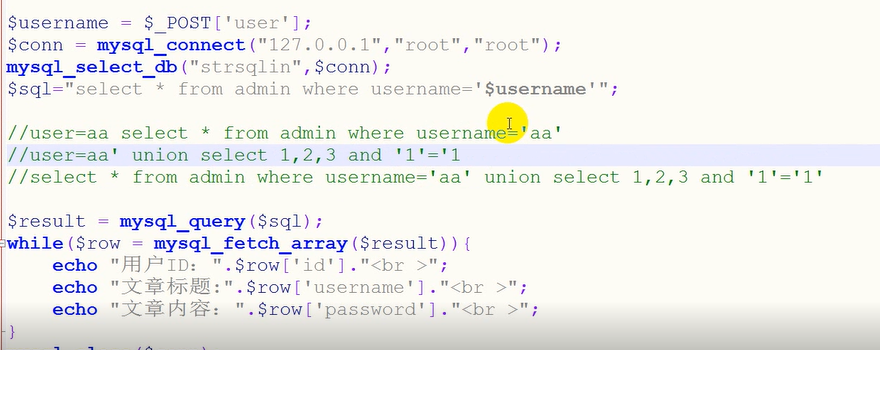 $username = $_POST['user'];
$conn = mysql_connect("127.0.0.1","root","root");
mysql_select_db("strsqlin",$conn);
$sql="select * from admin where username='$username'";
//user=aa select * from admin where username='aa'
//user=aa' union select 1,2,3 and '1'='1
//select * from admin where username='aa' union select 1,2,3 and '1'='1'
$result = mysql_query($sql);
while($row = mysql_fetch_array($result)){
    echo "用户ID: ".$row['id']."<br >";
    echo "文章标题:".$row['username']."<br >";
    echo "文章内容: ".$row['password']."<br >";
}